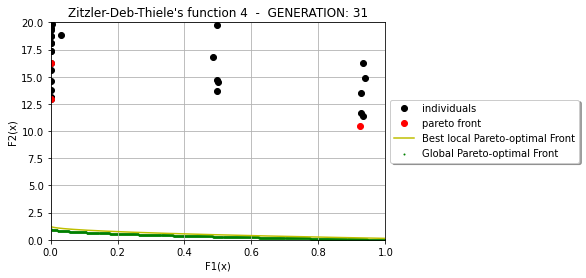 Zitzler-Deb-Thiele's function 4 - GENERATION: 31
F2(x)
20.0
17.5
15.0
12.5
10.0
7.5
5.0
2.5
0.0
0.0 0.2 0.4 0.6 0.8 1.0
F1(x)
individuals
pareto front
Best local Pareto-optimal Front
Global Pareto-optimal Front